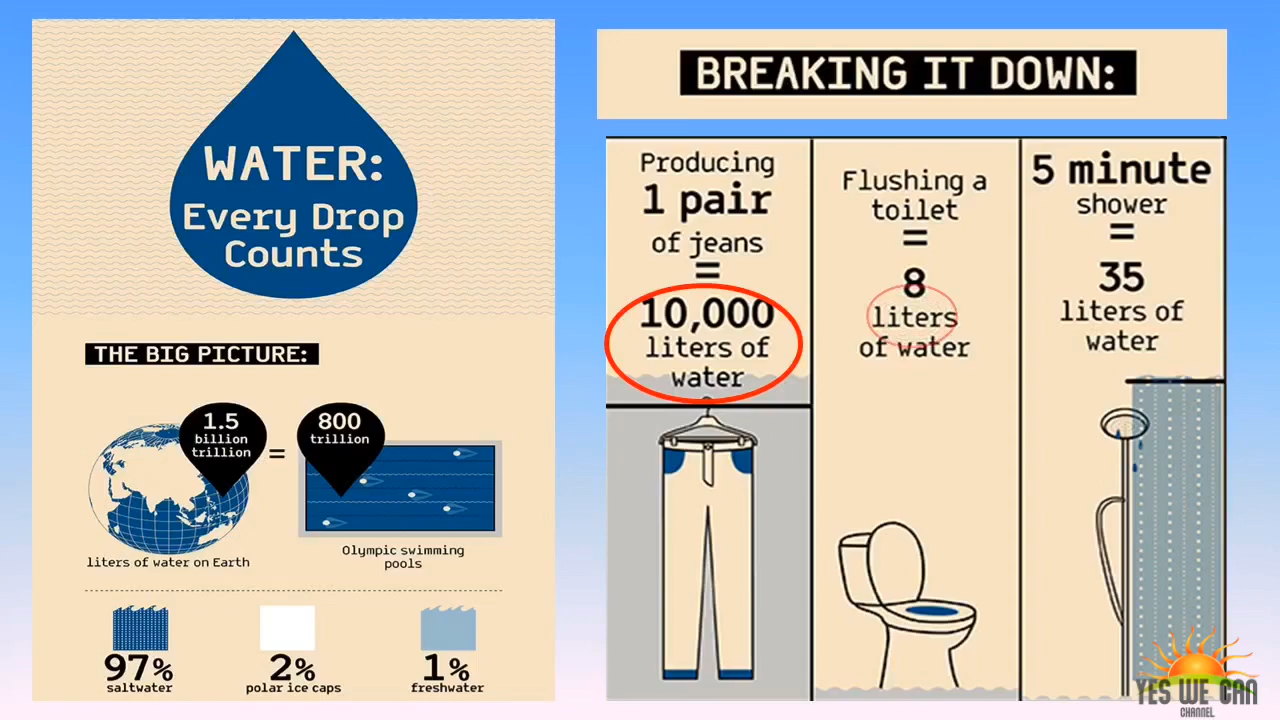 WATER:
Every Drop
Counts
THE BIG PICTURE:
1.5
billion
trillion
=
800
trillion
liters of water on Earth
Olympic swimming
pools
97%
saltwater
2%
polar ice caps
1%
freshwater
BREAKING IT DOWN:
Producing
1 pair
of jeans
=
10,000
liters of
water
Flushing a
toilet
=
8
liters
of water
5 minute
shower
=
35
liters of
water
YES WE CAN
CHANNEL